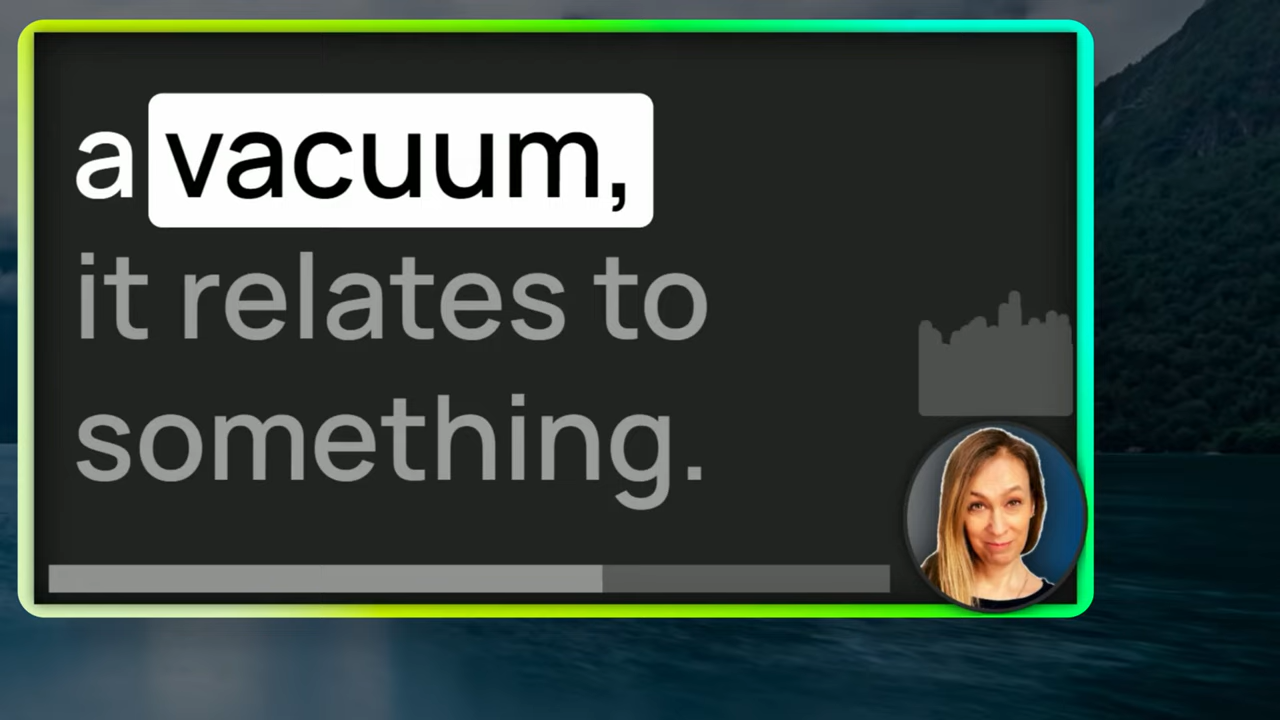 a vacuum,
it relates to
something.